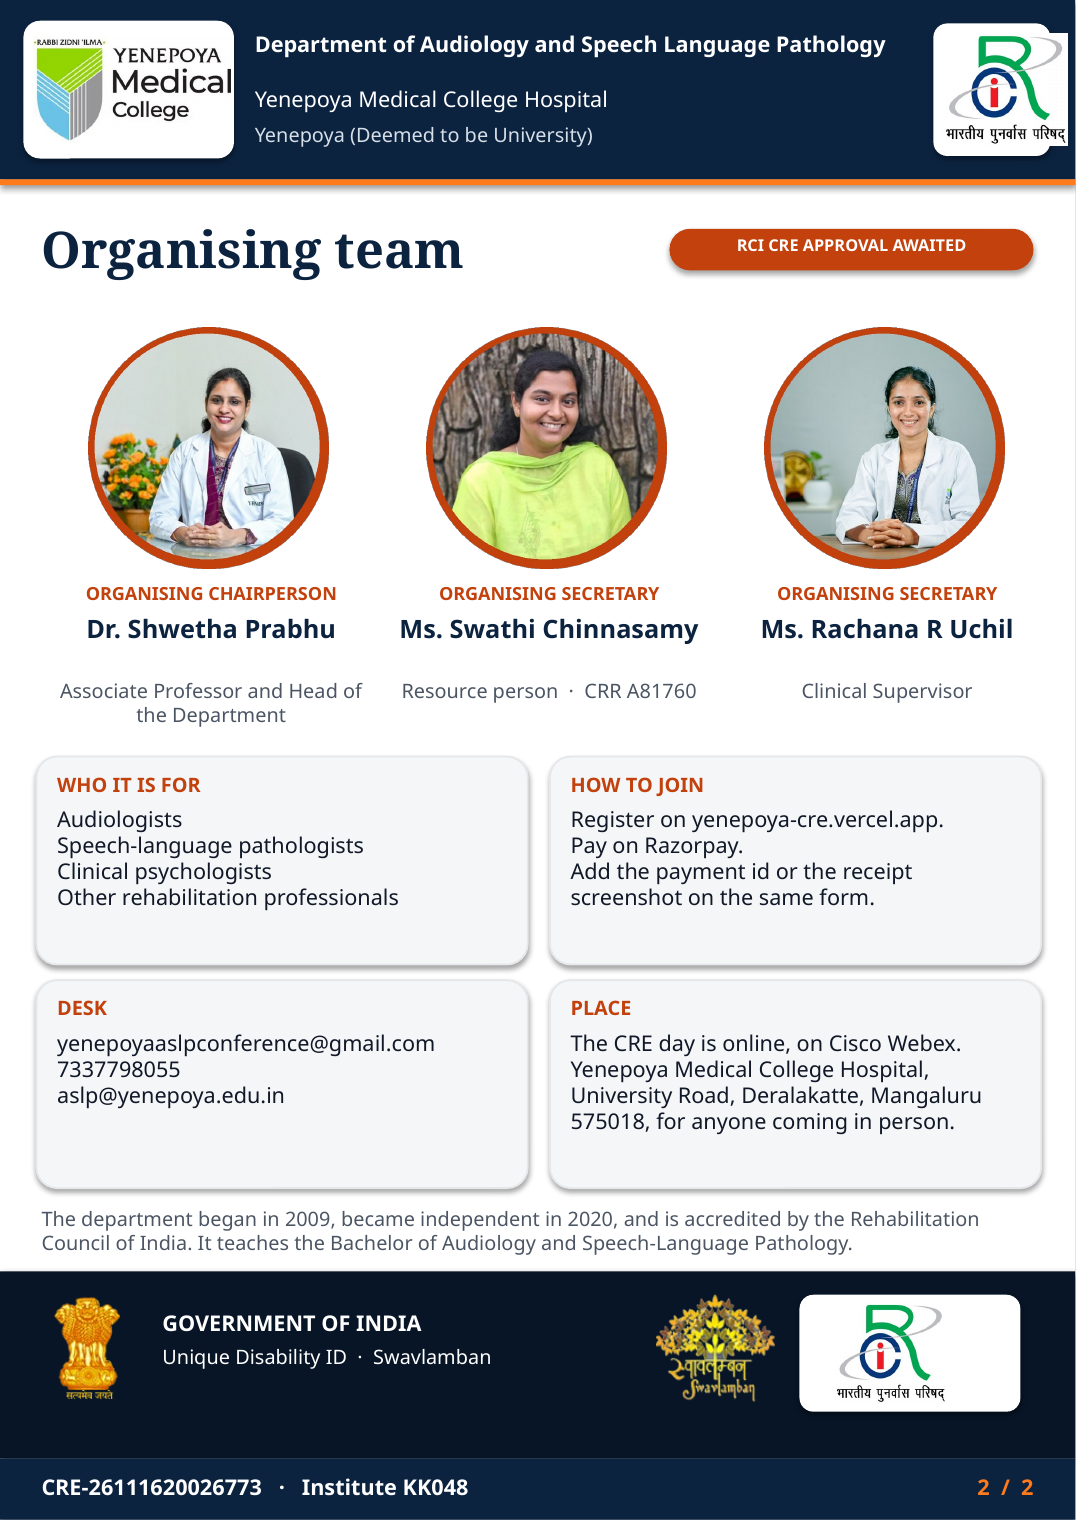 RABBI ZIDNI 'ILMA
YENEPOYA
Medical
College
Department of Audiology and Speech Language Pathology
Yenepoya Medical College Hospital
Yenepoya (Deemed to be University)
भारतीय पुनर्वास परिषद्
Organising team
RCI CRE APPROVAL AWAITED
ORGANISING CHAIRPERSON
Dr. Shwetha Prabhu
Associate Professor and Head of
the Department
ORGANISING SECRETARY
Ms. Swathi Chinnasamy
Resource person · CRR A81760
ORGANISING SECRETARY
Ms. Rachana R Uchil
Clinical Supervisor
WHO IT IS FOR
Audiologists
Speech-language pathologists
Clinical psychologists
Other rehabilitation professionals
HOW TO JOIN
Register on yenepoya-cre.vercel.app.
Pay on Razorpay.
Add the payment id or the receipt
screenshot on the same form.
DESK
yenepoyaaslpconference@gmail.com
7337798055
aslp@yenepoya.edu.in
PLACE
The CRE day is online, on Cisco Webex.
Yenepoya Medical College Hospital,
University Road, Deralakatte, Mangaluru
575018, for anyone coming in person.
The department began in 2009, became independent in 2020, and is accredited by the Rehabilitation
Council of India. It teaches the Bachelor of Audiology and Speech-Language Pathology.
सत्यमेव जयते
GOVERNMENT OF INDIA
Unique Disability ID · Swavlamban
स्वावलम्बन
Swavlamban
भारतीय पुनर्वास परिषद्
CRE-26111620026773 · Institute KK048
2 / 2